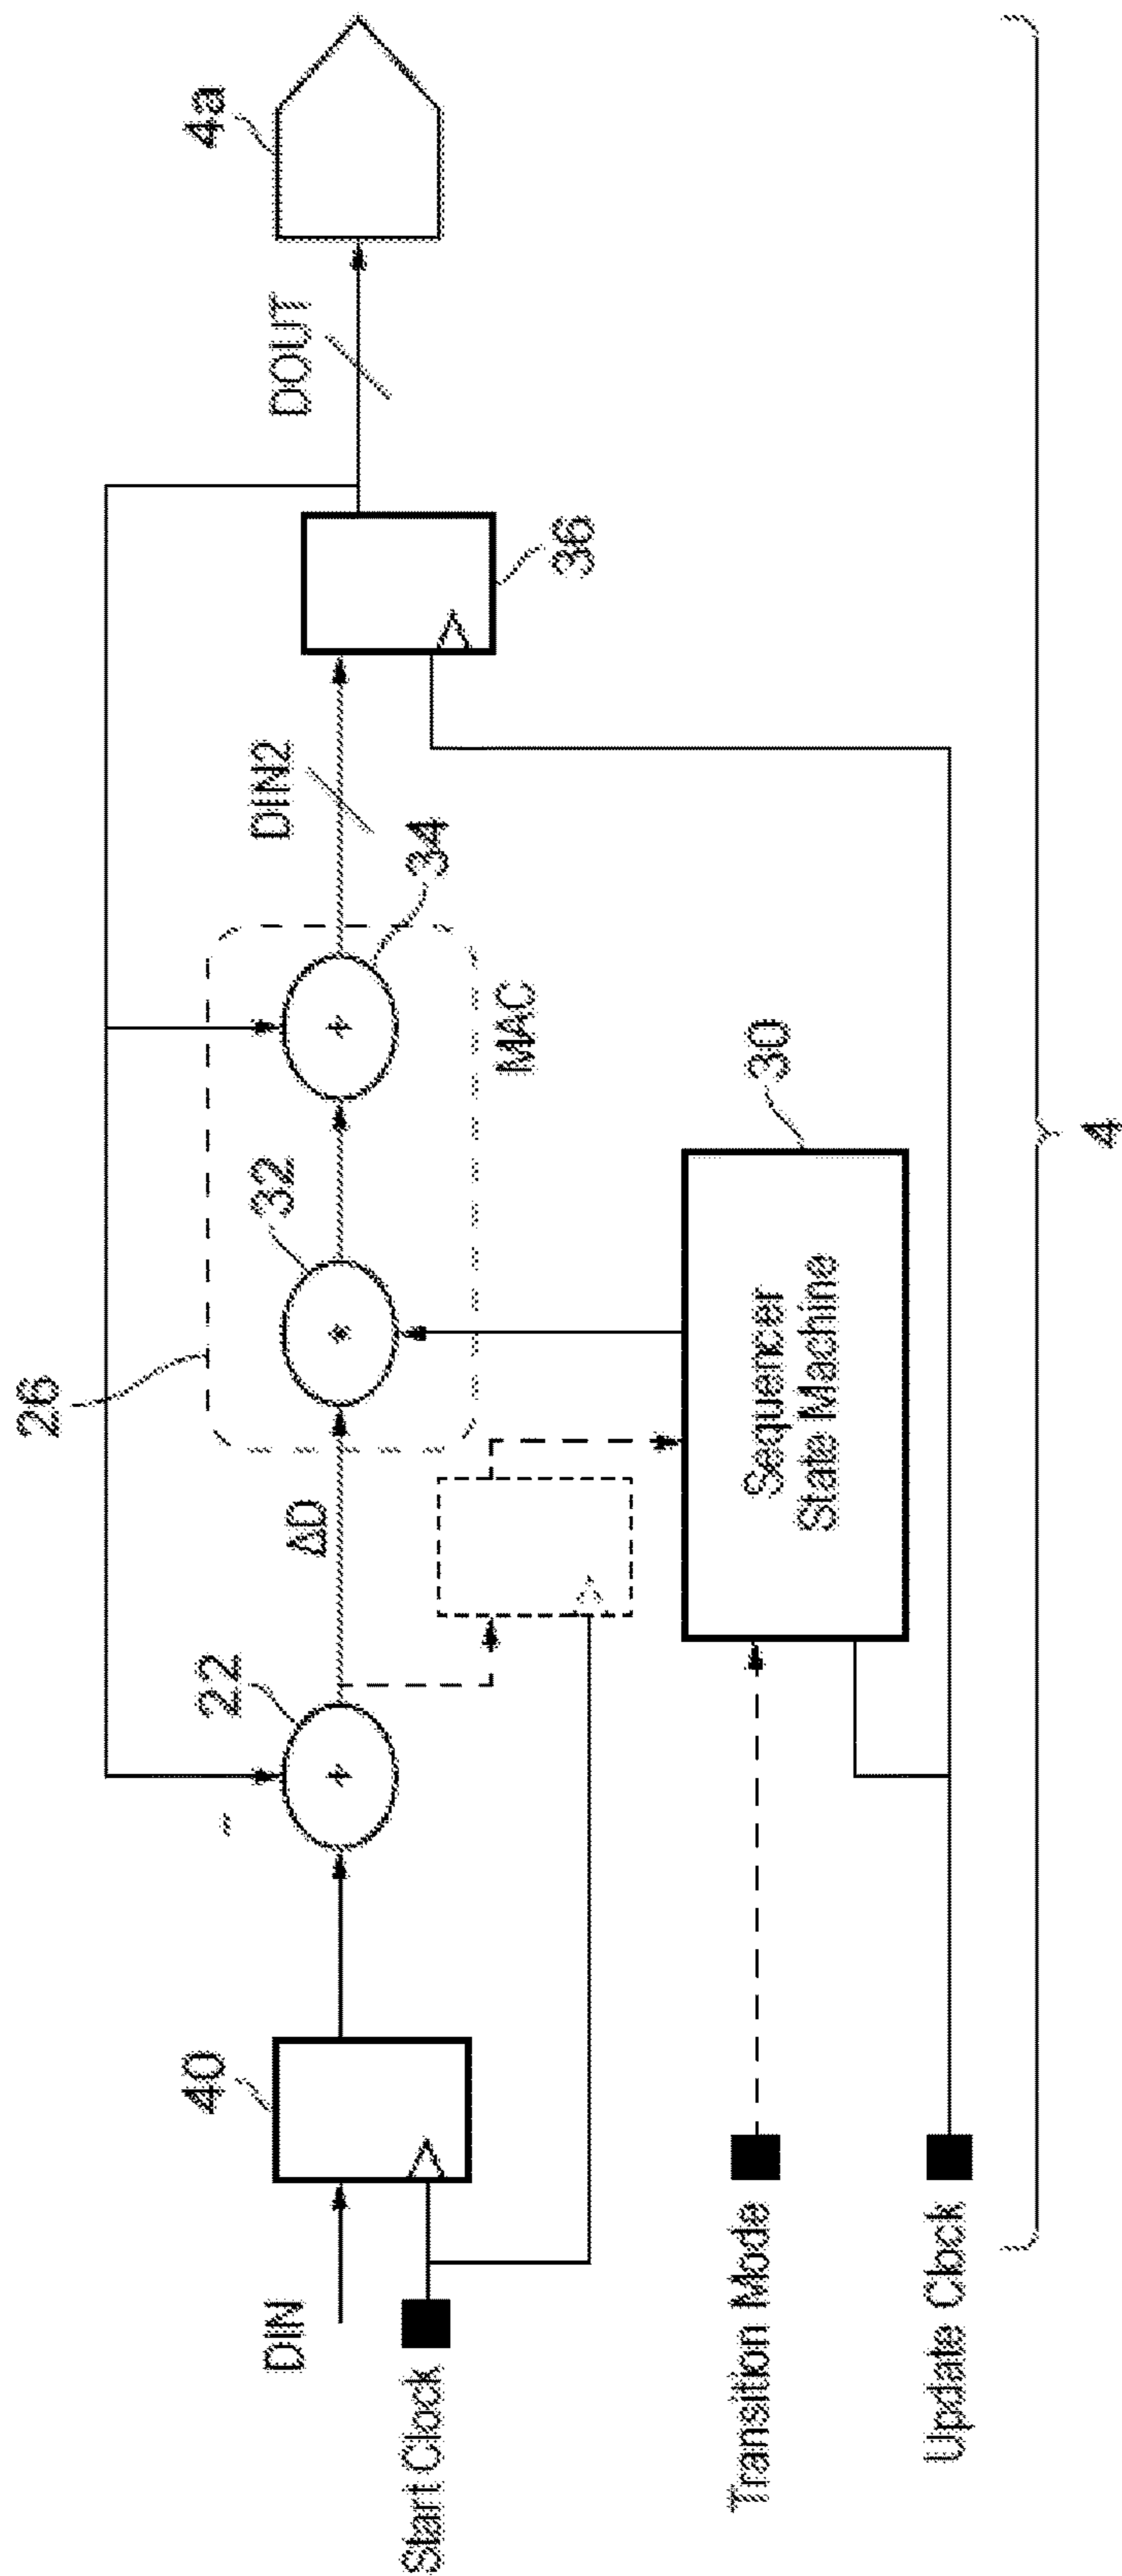 26
22
ΔD
32
34
MAC
DIN2
36
DOUT
4a
40
DIN
Start Clock
30
Sequencer
State Machine
Transition Mode
Update Clock
4